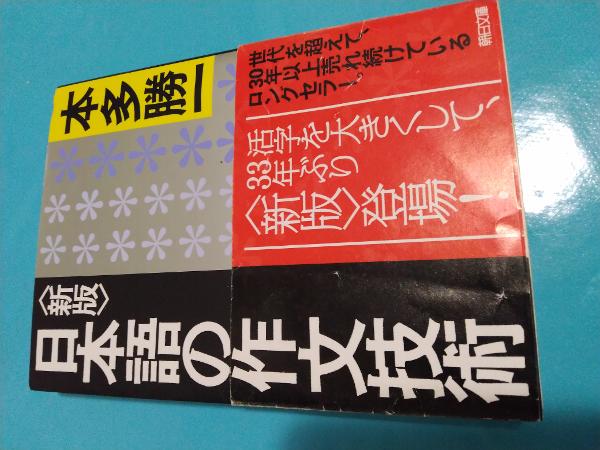 本多勝一
〈新版〉
日本語の作文技術
世代を超えて、
30年以上売れ続けている
ロングセラー。
活字を大きくして、
33年ぶり
〈新版〉登場!
朝日文庫